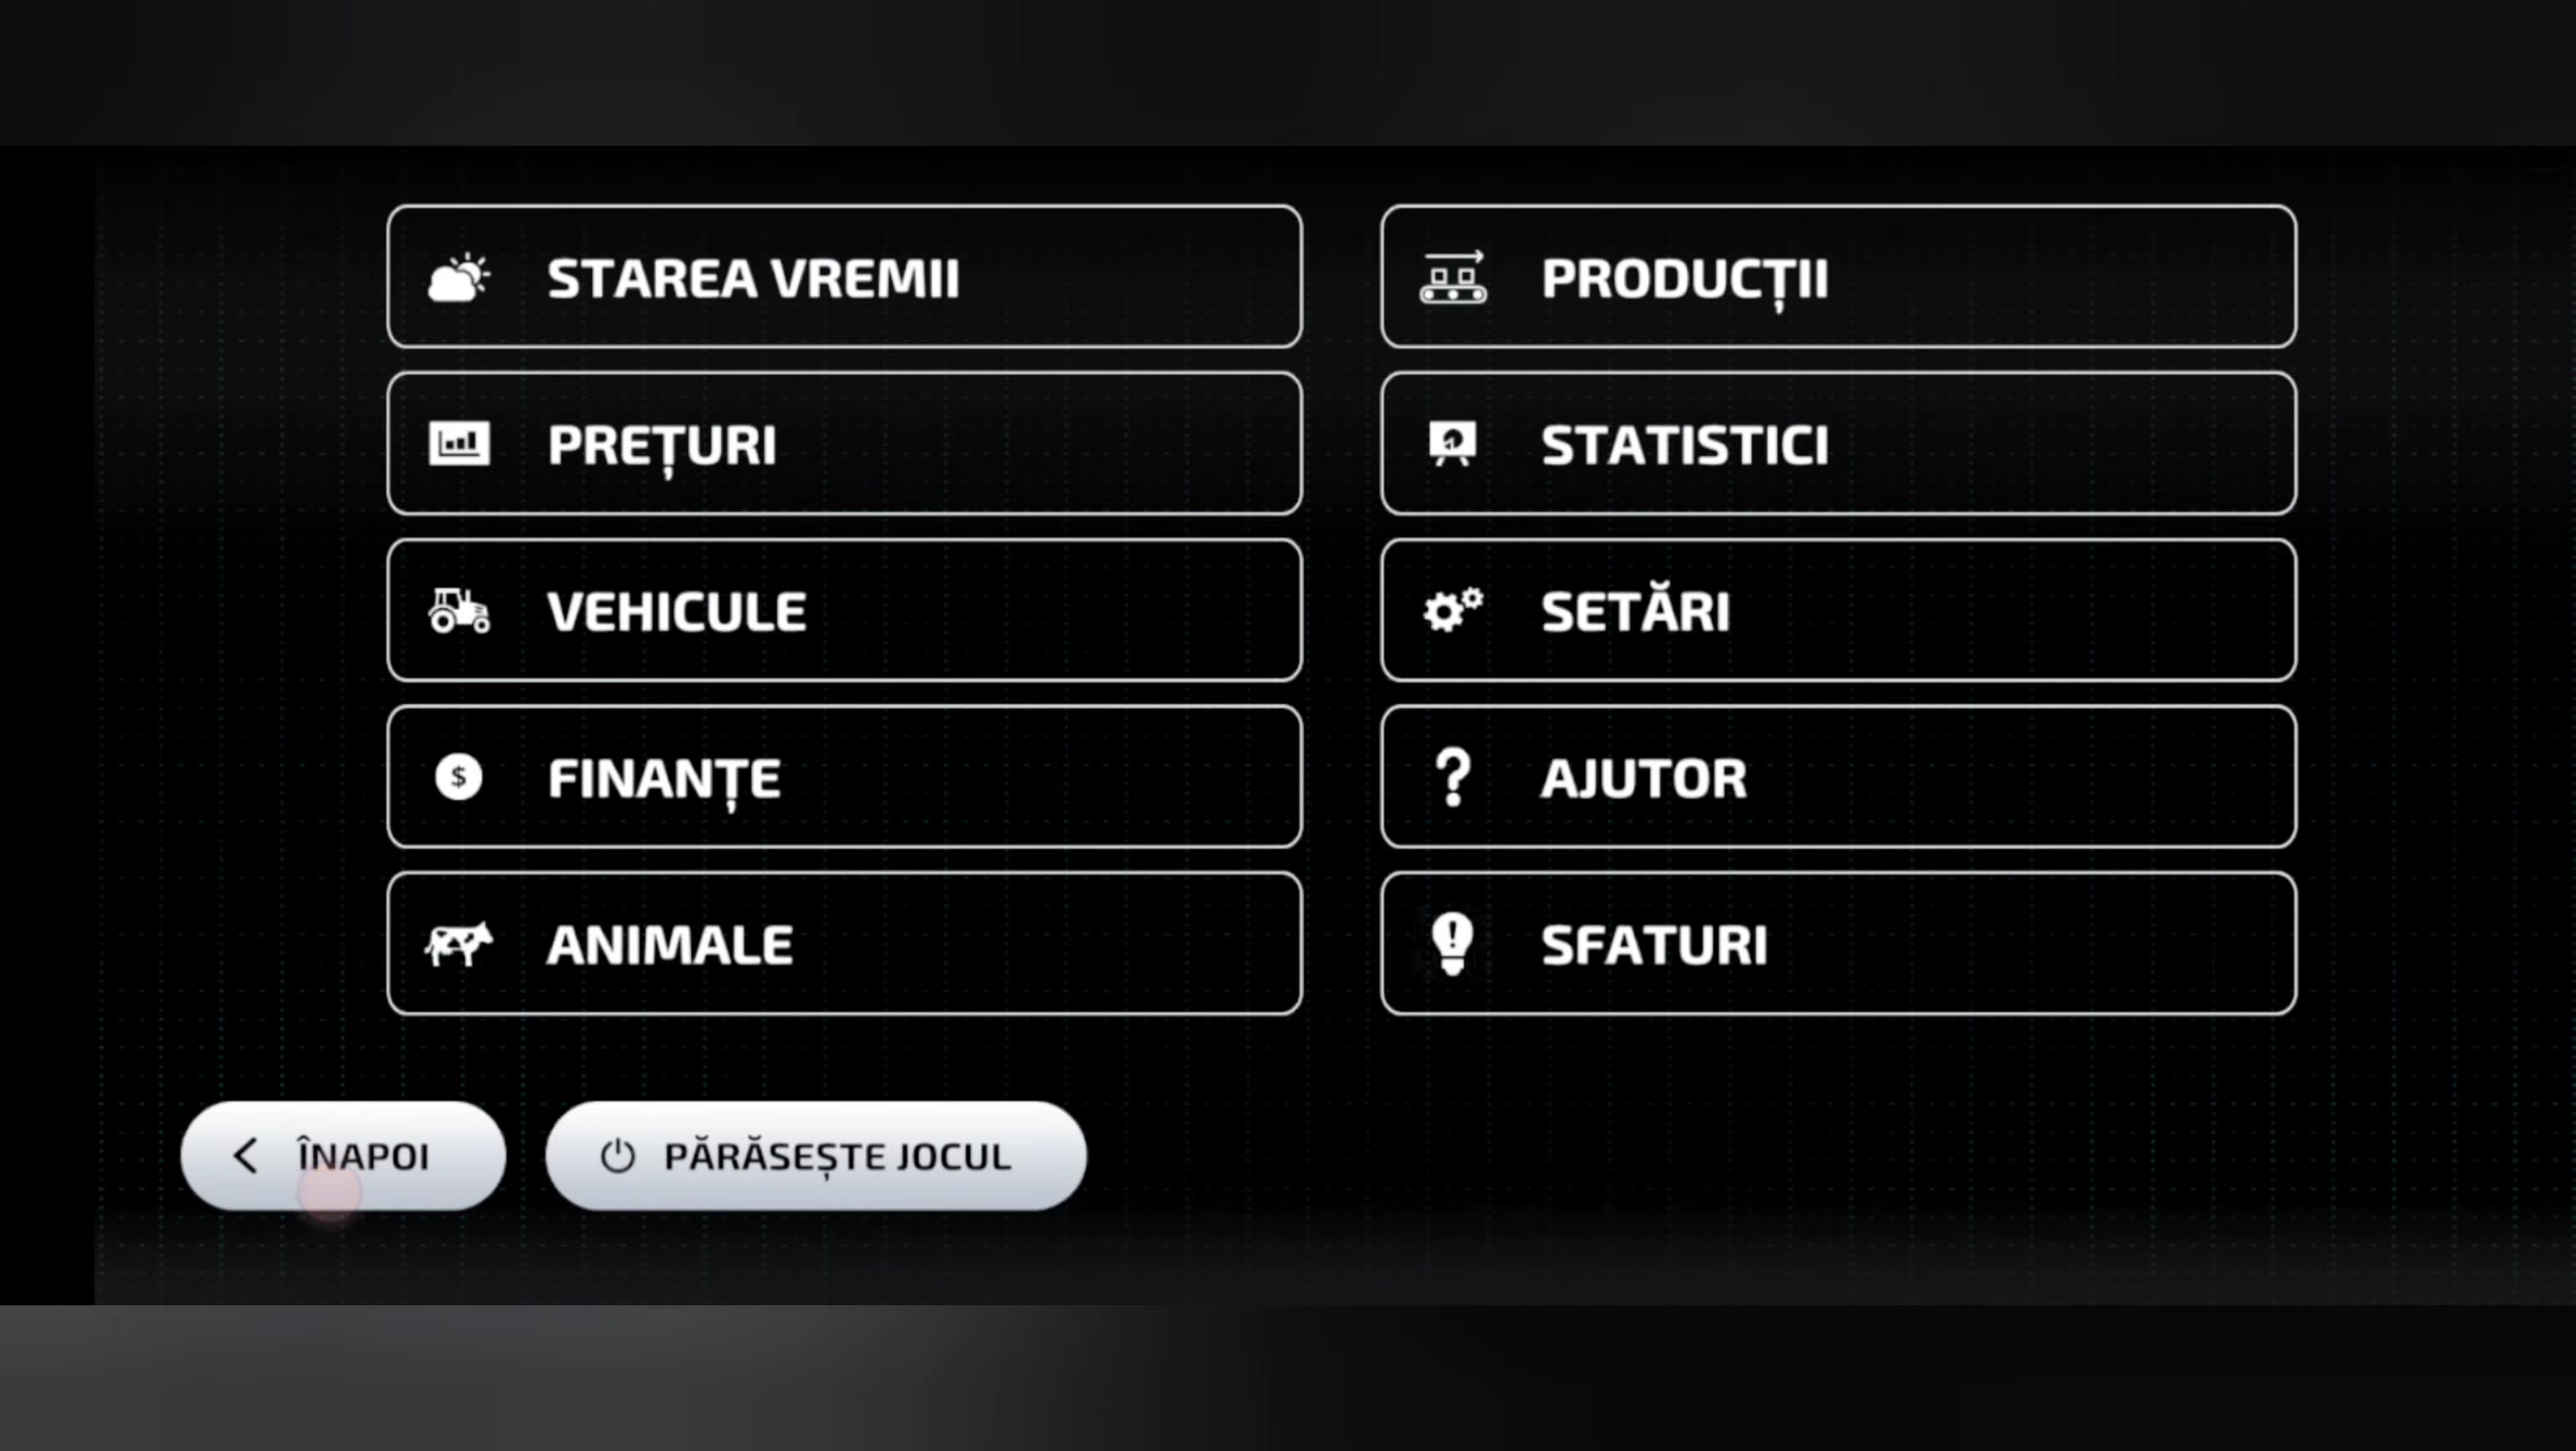 STAREA VREMII
PREȚURI
VEHICULE
FINANȚE
ANIMALE
PRODUCȚII
STATISTICI
SETĂRI
AJUTOR
SFATURI
ÎNAPOI
PĂRĂSEȘTE JOCUL